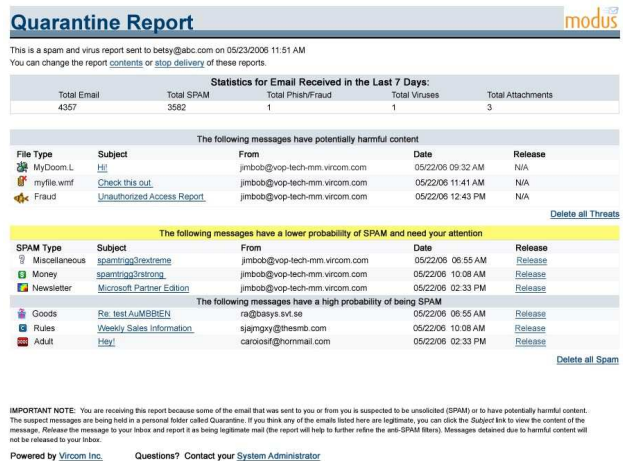 Quarantine Report
modus
This is a spam and virus report sent to betsy@abc.com on 05/23/2006 11:51 AM
You can change the report contents or stop delivery of these reports.
Statistics for Email Received in the Last 7 Days:
Total Email Total SPAM Total Phish/Fraud Total Viruses Total Attachments
4357 3582 1 1 3
The following messages have potentially harmful content
File Type Subject From Date Release
MyDoom.L Hi! jimbob@vop-tech-mm.vircom.com 05/22/06 09:32 AM N/A
myfile.wmf Check this out jimbob@vop-tech-mm.vircom.com 05/22/06 11:41 AM N/A
Fraud Unauthorized Access Report jimbob@vop-tech-mm.vircom.com 05/22/06 12:43 PM N/A
Delete all Threats
The following messages have a lower probability of SPAM and need your attention
SPAM Type Subject From Date Release
Miscellaneous spamtrigg3rextreme jimbob@vop-tech-mm.vircom.com 05/22/06 06:55 AM Release
Money spamtrigg3rstrong jimbob@vop-tech-mm.vircom.com 05/22/06 10:08 AM Release
Newsletter Microsoft Partner Edition jimbob@vop-tech-mm.vircom.com 05/22/06 02:33 PM Release
The following messages have a high probability of being SPAM
Goods Re: test AuMBBtEN ra@basys.svt.se 05/22/06 06:55 AM Release
Rules Weekly Sales Information sjajmgxy@thesmb.com 05/22/06 10:08 AM Release
Adult Hey! caroiosif@hornmail.com 05/22/06 02:33 PM Release
Delete all Spam
IMPORTANT NOTE: You are receiving this report because some of the email that was sent to you or from you is suspected to be unsolicited (SPAM) or to have potentially harmful content.
The suspect messages are being held in a personal folder called Quarantine. If you think any of the emails listed here are legitimate, you can click the Subject link to view the content of the
message, Release the message to your Inbox and report it as being legitimate mail (the report will help to further refine the anti-SPAM filters). Messages detained due to harmful content will
not be released to your Inbox.
Powered by Vircom Inc. Questions? Contact your System Administrator